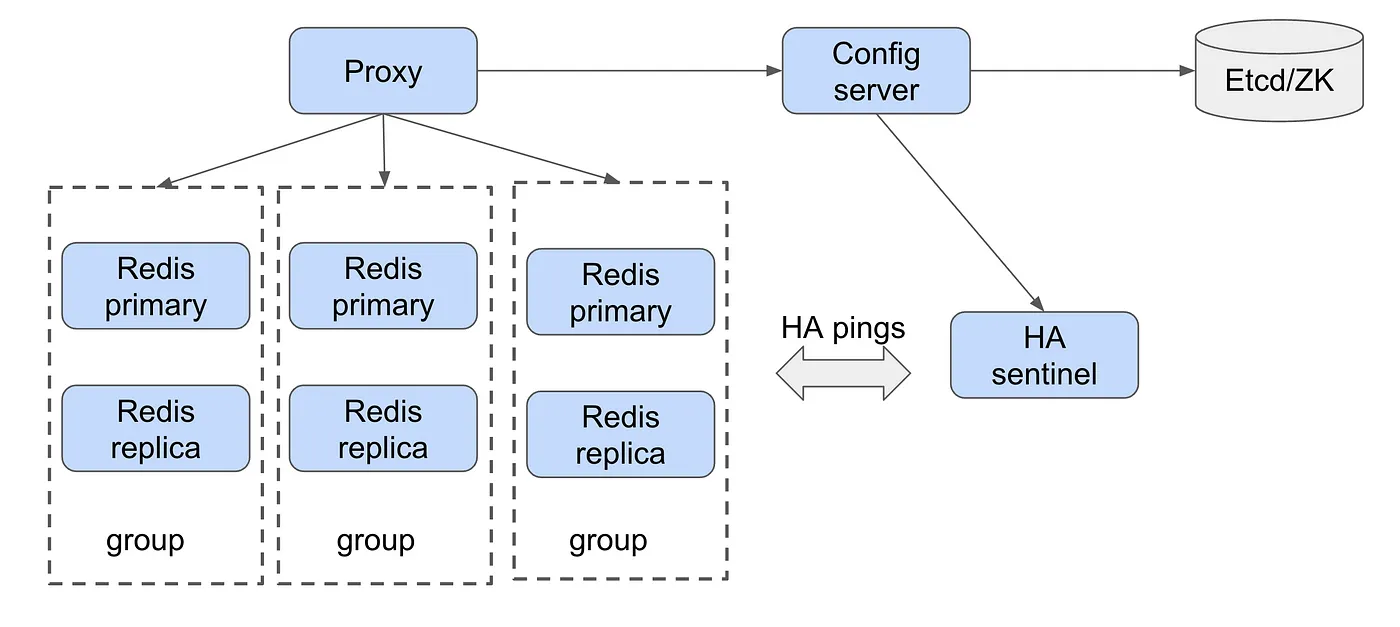 Proxy
Config
server
Etcd/ZK
Redis
primary
Redis
primary
Redis
primary
HA pings
HA
sentinel
Redis
replica
Redis
replica
Redis
replica
group
group
group